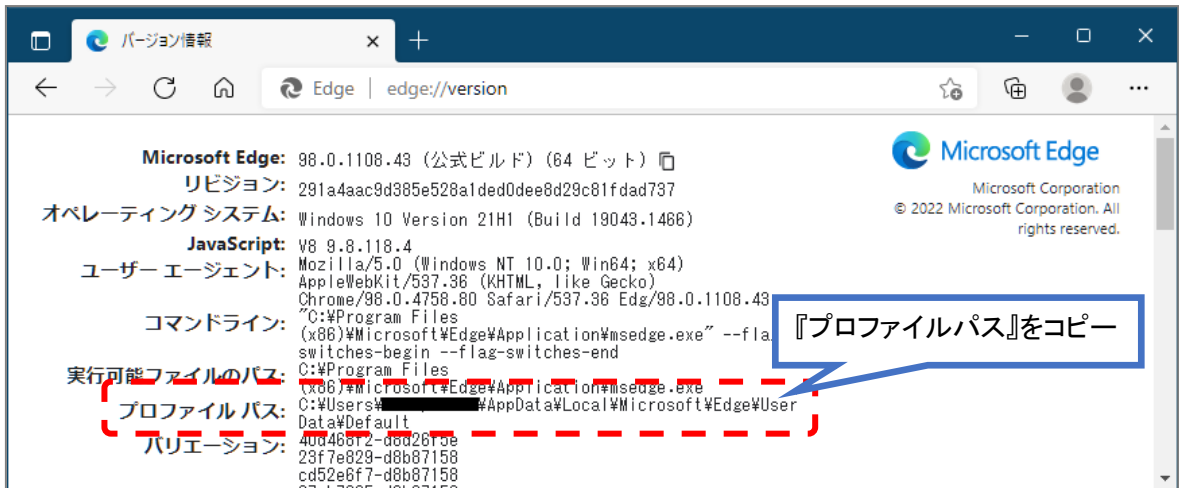 バージョン情報
Edge | edge://version
Microsoft Edge
Microsoft Corporation
© 2022 Microsoft Corporation. All
rights reserved.
Microsoft Edge: 98.0.1108.43 (公式ビルド) (64 ビット)
リビジョン: 291a4aac9d385e528a1ded0dee8d29c81fdad737
オペレーティング システム: Windows 10 Version 21H1 (Build 19043.1466)
JavaScript: V8 9.8.118.4
ユーザー エージェント: Mozilla/5.0 (Windows NT 10.0; Win64; x64)
AppleWebKit/537.36 (KHTML, like Gecko)
Chrome/98.0.4758.80 Safari/537.36 Edg/98.0.1108.43
コマンドライン: "C:¥Program Files
(x86)¥Microsoft¥Edge¥Application¥msedge.exe" --fla
switches-begin --flag-switches-end
『プロファイルパス』をコピー
実行可能ファイルのパス: C:¥Program Files
(x86)¥Microsoft¥Edge¥Application¥msedge.exe
プロファイル パス: C:¥Users¥ ¥AppData¥Local¥Microsoft¥Edge¥User
Data¥Default
バリエーション: 40d468f2-d8d26f5e
23f7e829-d8b87158
cd52e6f7-d8b87158